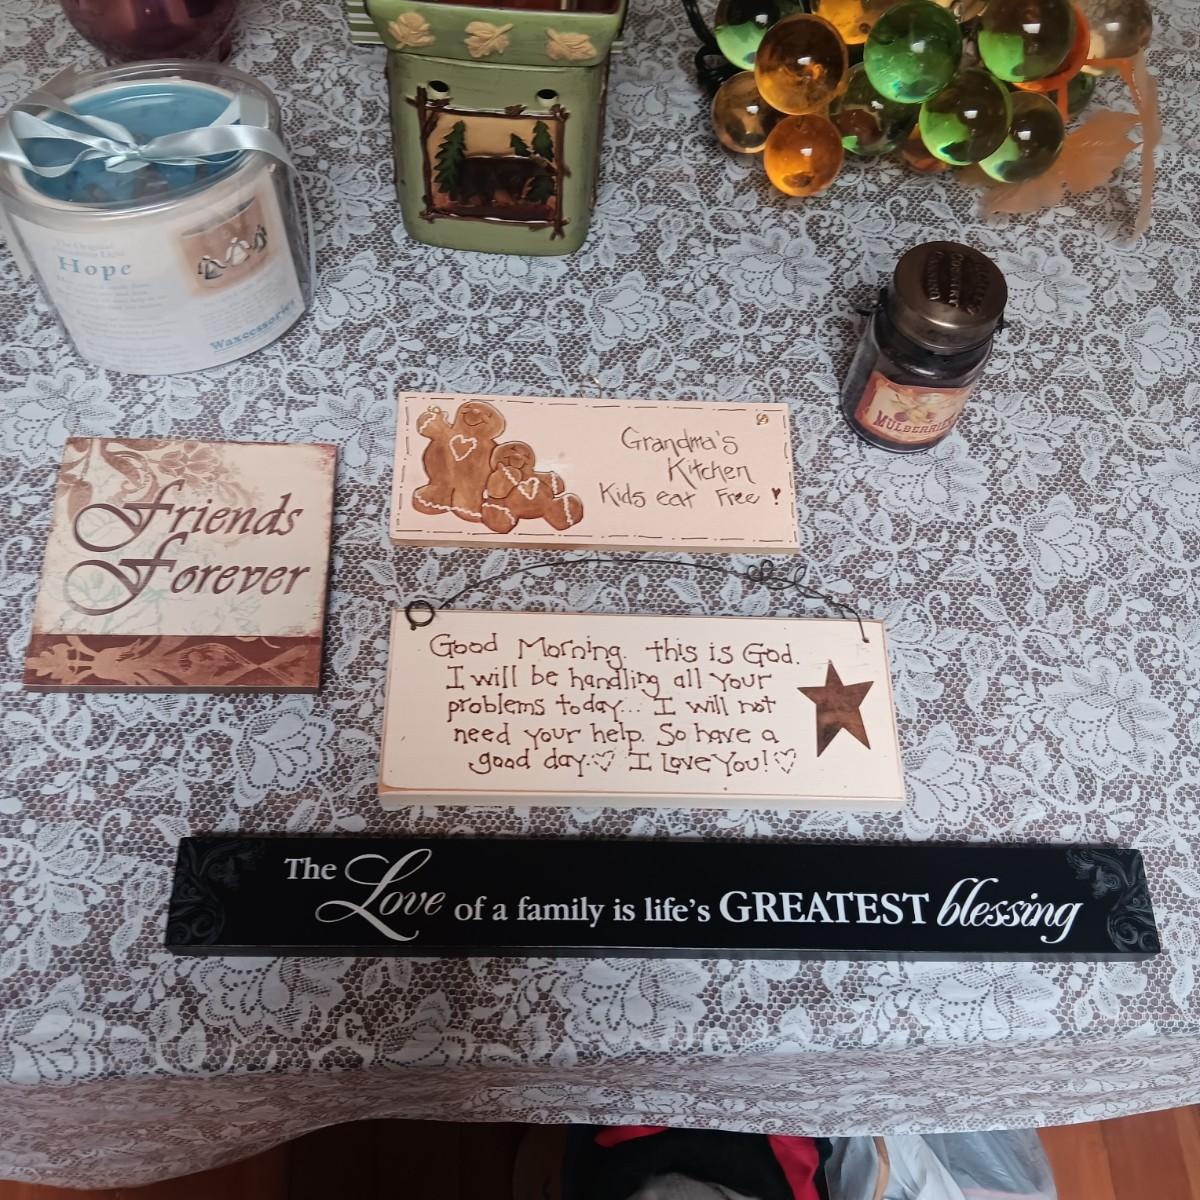 Hope
Waxcessories
MULBERRIES
Grandma's
Kitchen
Kids eat Free
Friends
Forever
Good Morning. this is God.
I will be handling all your
problems today... I will not
need your help. So have a
good day♡ I Love You!♡
The Love of a family is life's GREATEST blessing